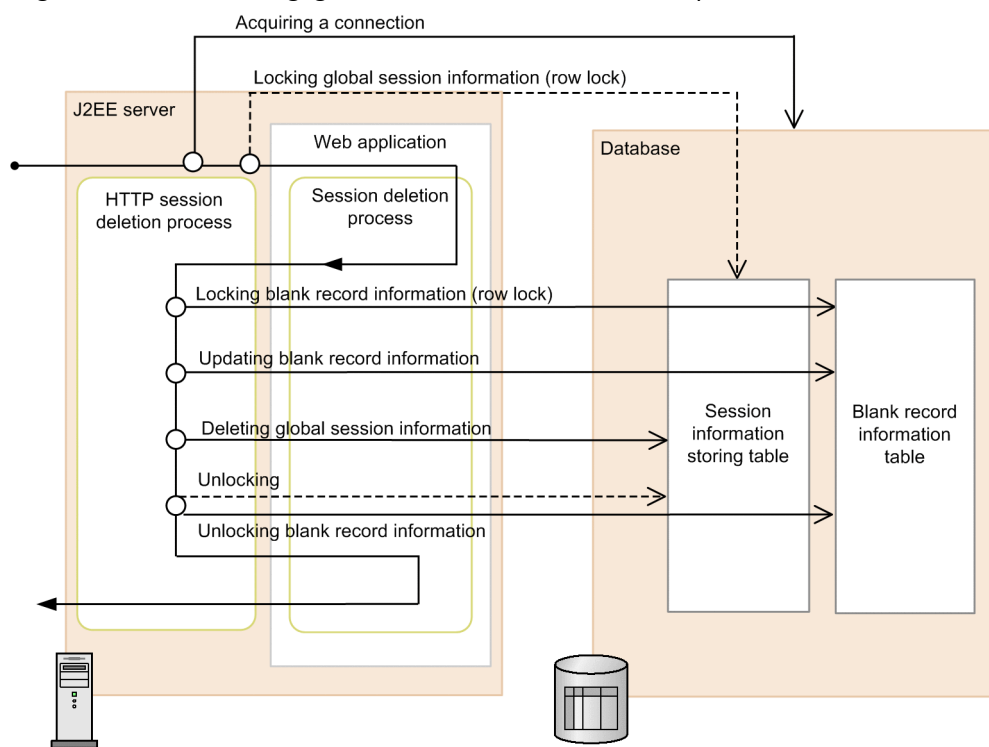 Acquiring a connection
Locking global session information (row lock)
J2EE server
Web application
Database
HTTP session
deletion process
Session deletion
process
Locking blank record information (row lock)
Updating blank record information
Deleting global session information
Session
information
storing table
Blank record
information
table
Unlocking
Unlocking blank record information